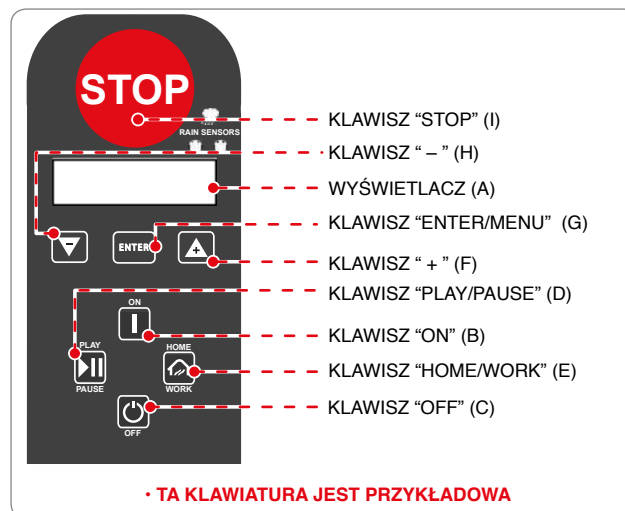 STOP
RAIN SENSORS
KLAWISZ “STOP” (I)
KLAWISZ “ – ” (H)
WYŚWIETLACZ (A)
KLAWISZ “ENTER/MENU” (G)
KLAWISZ “ + ” (F)
KLAWISZ “PLAY/PAUSE” (D)
KLAWISZ “ON” (B)
KLAWISZ “HOME/WORK” (E)
KLAWISZ “OFF” (C)
–
ENTER
+
ON
PLAY
PAUSE
HOME
WORK
OFF
• TA KLAWIATURA JEST PRZYKŁADOWA